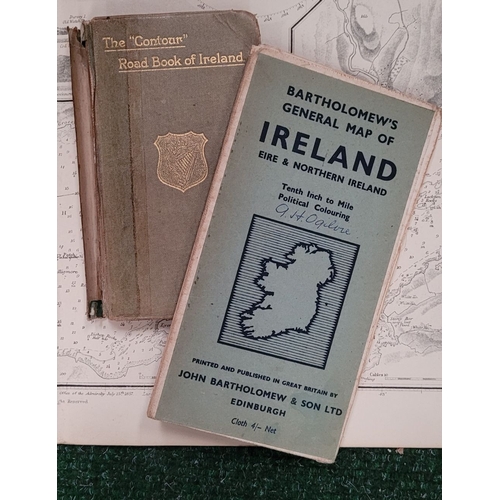 The "Contour"
Road Book of Ireland.
BARTHOLOMEW'S
GENERAL MAP OF
IRELAND
EIRE & NORTHERN IRELAND
Tenth Inch to Mile
Political Colouring
PRINTED AND PUBLISHED IN GREAT BRITAIN BY
JOHN BARTHOLOMEW & SON LTD
EDINBURGH
Cloth 4/- Net